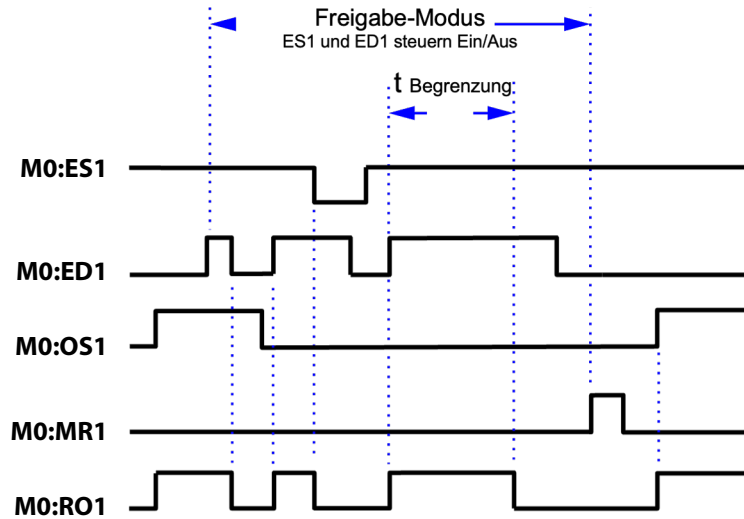 Freigabe-Modus
ES1 und ED1 steuern Ein/Aus
t Begrenzung
M0:ES1
M0:ED1
M0:OS1
M0:MR1
M0:RO1